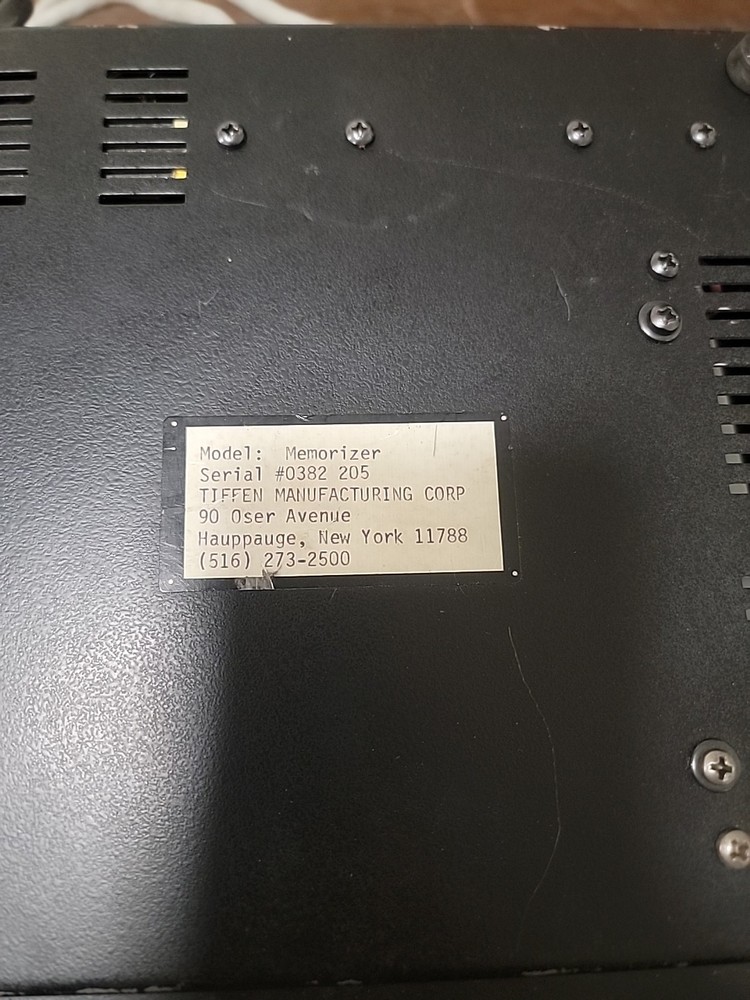 Model: Memorizer
Serial #0382 205
TIFFEN MANUFACTURING CORP
90 Oser Avenue
Hauppauge, New York 11788
(516) 273-2500